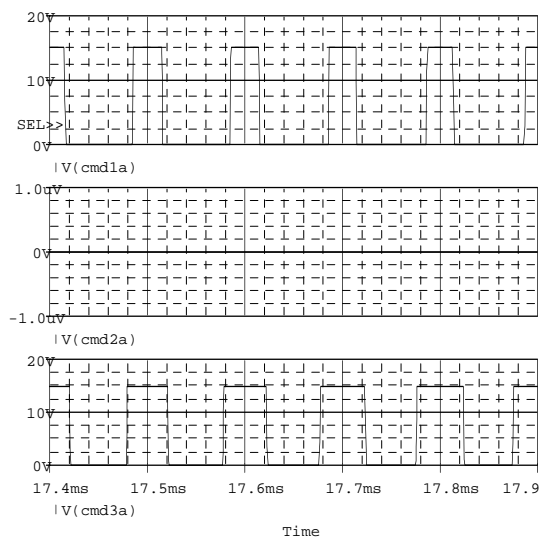 20V
10V
SEL>>
0V
V(cmd1a)
1.0uV
0V
-1.0uV
V(cmd2a)
20V
10V
0V
17.4ms 17.5ms 17.6ms 17.7ms 17.8ms 17.9
V(cmd3a)
Time